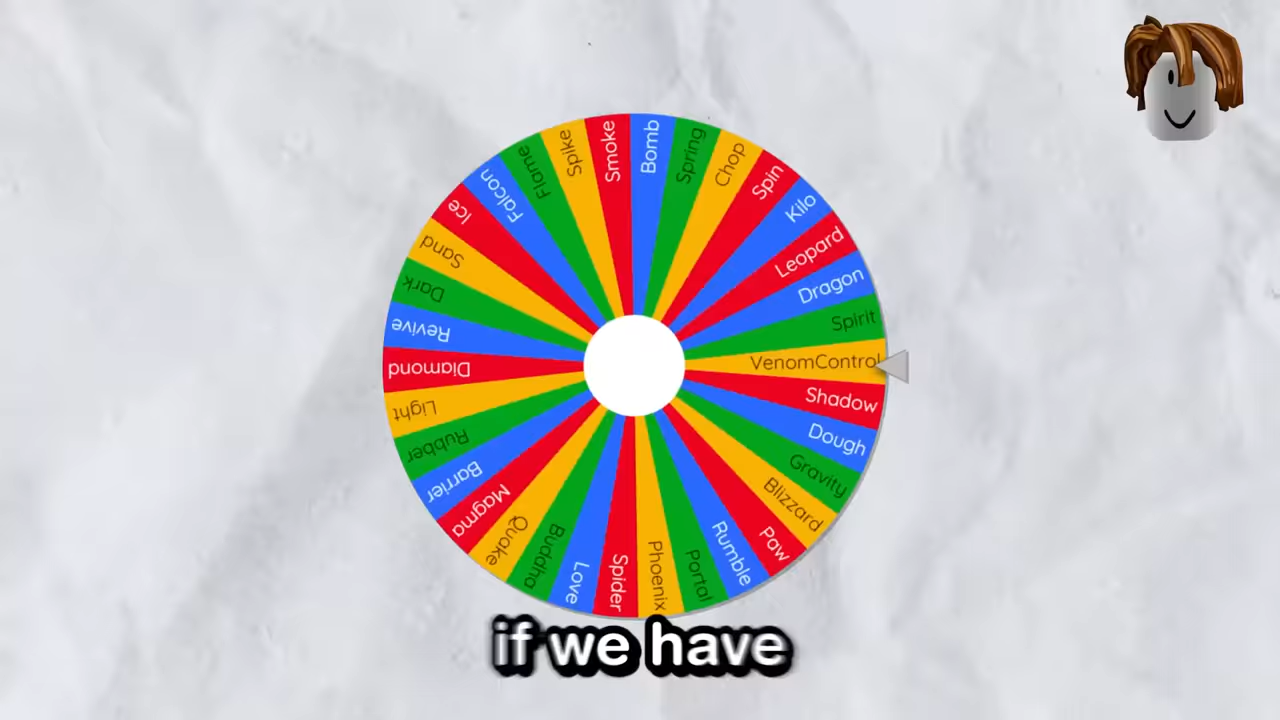 Bomb
Spring
Chop
Spin
Kilo
Leopard
Dragon
Spirit
VenomControl
Shadow
Dough
Gravity
Blizzard
Paw
Rumble
Portal
Phoenix
Spider
Love
Buddha
Quake
Magma
Barrier
Rubber
Light
Diamond
Revive
Dark
Sand
Ice
Falcon
Flame
Spike
Smoke
if we have